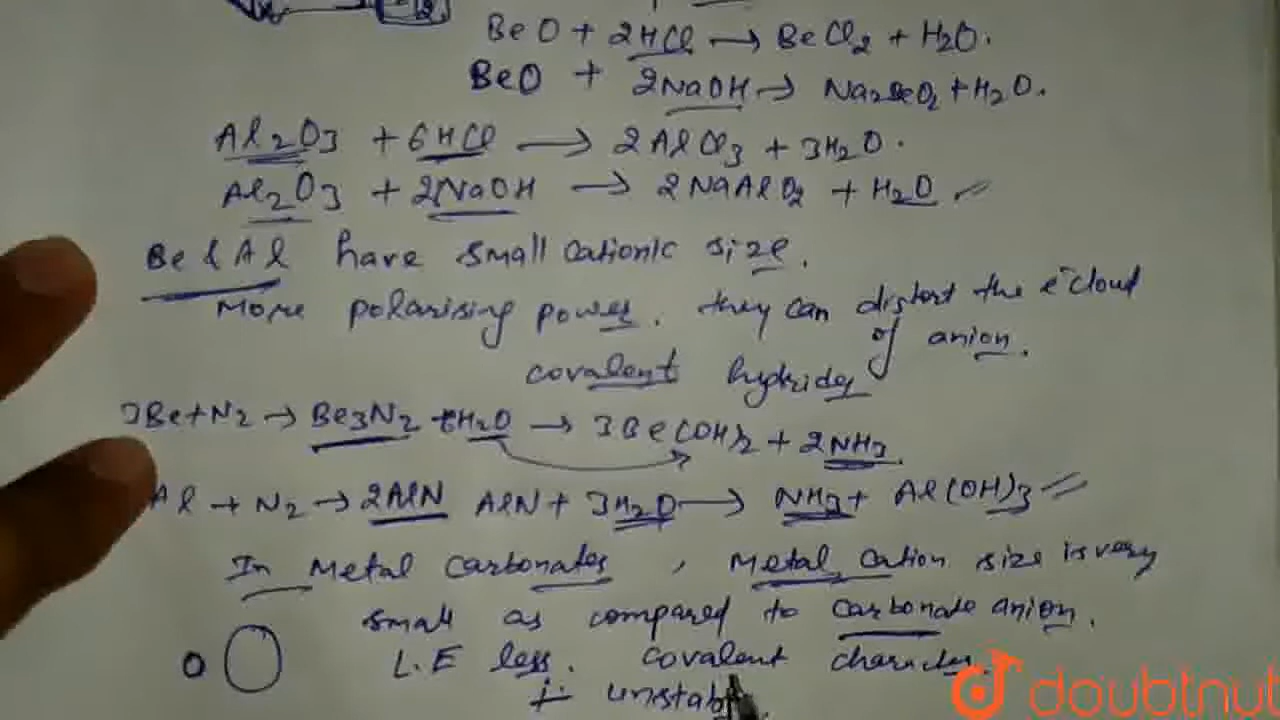 BeO + 2HCl → BeCl2 + H2O.
BeO + 2NaOH → Na2BeO2 + H2O.
Al2O3 + 6HCl → 2AlCl3 + 3H2O.
Al2O3 + 2NaOH → 2NaAlO2 + H2O
Be & Al have small cationic size.
More polarising power. they can distort the e- cloud
of anion.
covalent hydrides
3Be+N2 → Be3N2 + 6H2O → 3Be(OH)2 + 2NH3.
Al + N2 → 2AlN AlN + 3H2O → NH3 + Al(OH)3
In Metal Carbonates, Metal Cation size is very
small as compared to carbonate anion.
L.E less. covalent character.
doubtnut